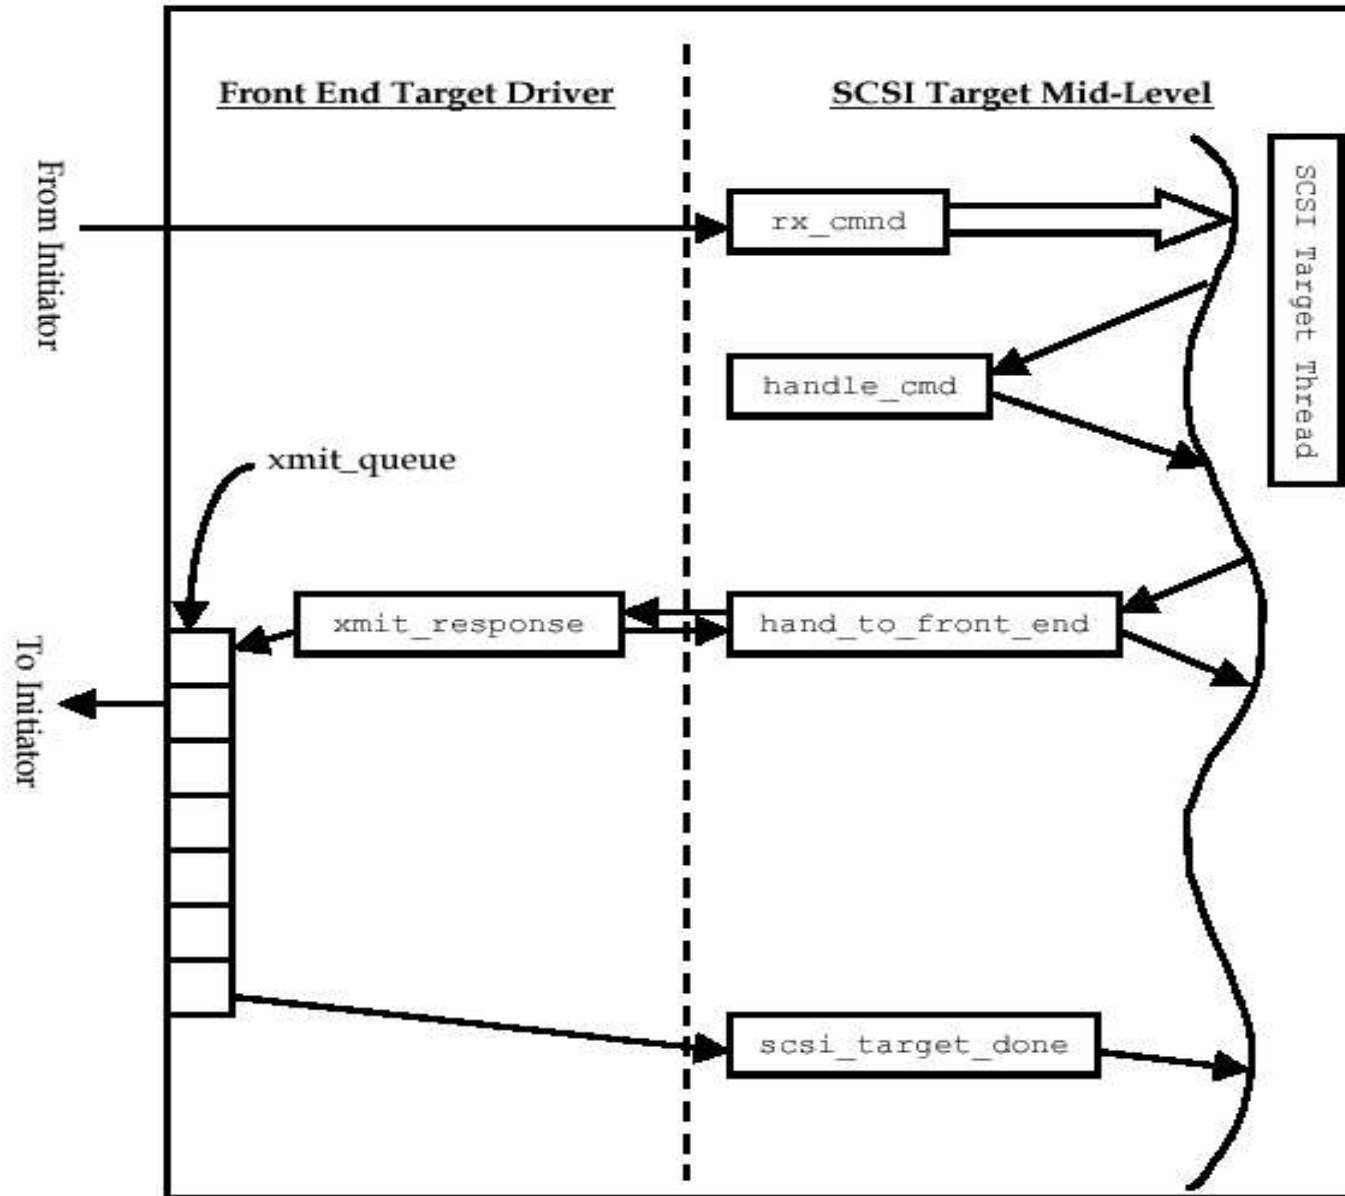 Front End Target Driver
SCSI Target Mid-Level
From Initiator
rx_cmnd
SCSI Target Thread
handle_cmd
xmit_queue
xmit_response
hand_to_front_end
To Initiator
scsi_target_done